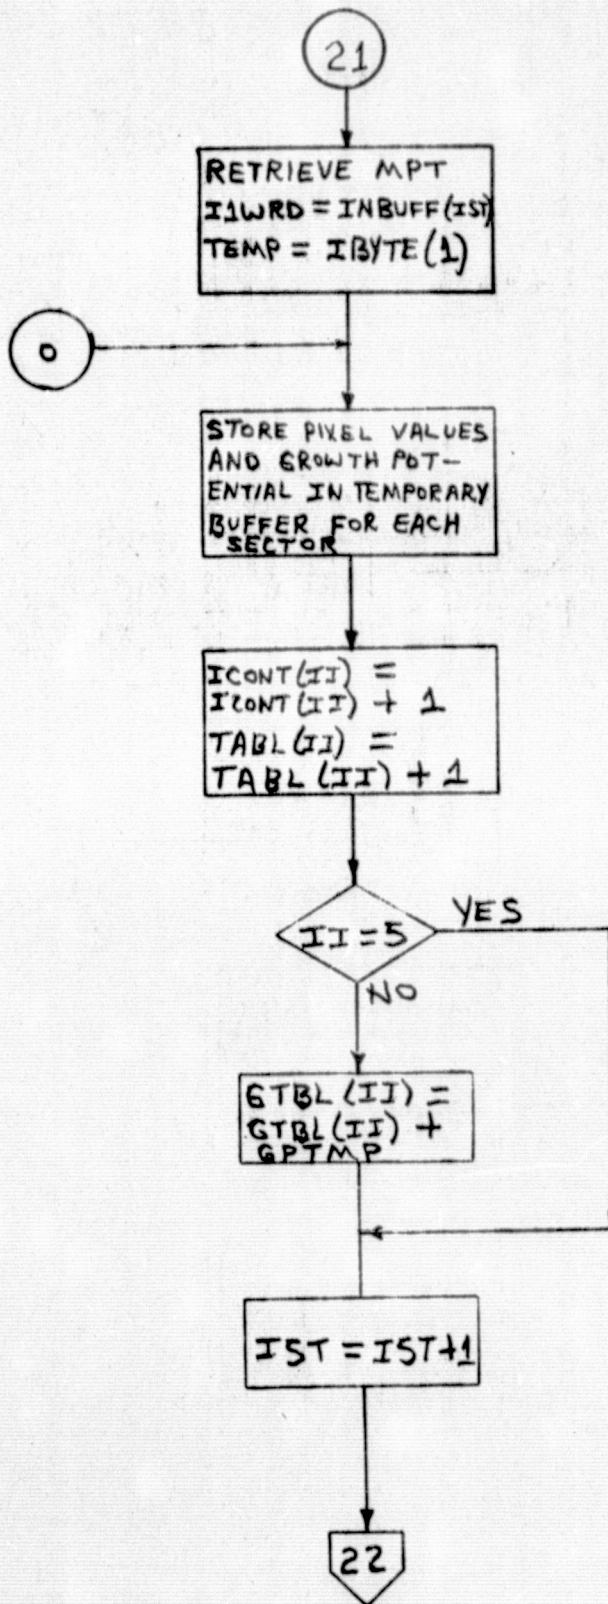 21
RETRIEVE MPT
I1WRD = INBUFF(IST)
TEMP = IBYTE(1)
0
STORE PIXEL VALUES
AND GROWTH POT-
ENTIAL IN TEMPORARY
BUFFER FOR EACH
SECTOR
ICONT(II) =
ICONT(II) + 1
TABL(II) =
TABL(II) + 1
II = 5
YES
NO
GTBL(II) =
GTBL(II) +
GPTMP
IST = IST+1
22